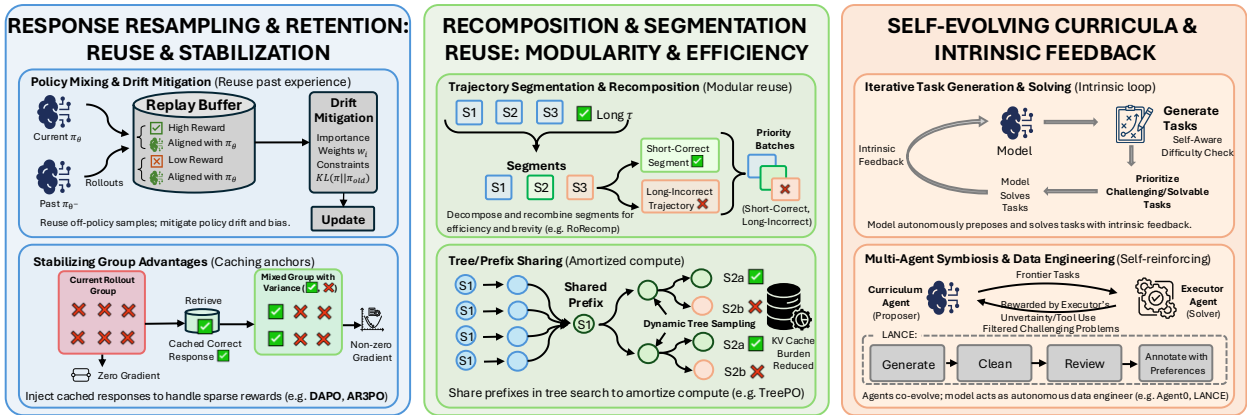 RESPONSE RESAMPLING & RETENTION:
REUSE & STABILIZATION
Policy Mixing & Drift Mitigation (Reuse past experience)
Current πθ
Past πθ−
Rollouts
Replay Buffer
High Reward
Aligned with πθ
Low Reward
Aligned with πθ
Drift
Mitigation
Importance
Weights wi
Constraints
KL(π||πold)
Update
Reuse off-policy samples; mitigate policy drift and bias.
Stabilizing Group Advantages (Caching anchors)
Current Rollout
Group
Zero Gradient
Retrieve
Cached Correct
Response
Mixed Group with
Variance (, )
Non-zero
Gradient
Inject cached responses to handle sparse rewards (e.g. DAPO, AR3PO)
RECOMPOSITION & SEGMENTATION
REUSE: MODULARITY & EFFICIENCY
Trajectory Segmentation & Recomposition (Modular reuse)
S1 S2 S3 Long τ
Segments
S1 S2 S3
Short-Correct
Segment
Long-Incorrect
Trajectory
Priority
Batches
(Short-Correct,
Long-Incorrect)
Decompose and recombine segments for
efficiency and brevity (e.g. RoRecomp)
Tree/Prefix Sharing (Amortized compute)
S1
S1
S1
S1
Shared
Prefix
S1
S2a
S2b
Dynamic Tree Sampling
S2a
S2b
KV Cache
Burden
Reduced
Share prefixes in tree search to amortize compute (e.g. TreePO)
SELF-EVOLVING CURRICULA &
INTRINSIC FEEDBACK
Iterative Task Generation & Solving (Intrinsic loop)
Intrinsic
Feedback
Model
Generate
Tasks
Self-Aware
Difficulty Check
Prioritize
Challenging/Solvable
Tasks
Model
Solves
Tasks
Model autonomously preposes and solves tasks with intrinsic feedback.
Multi-Agent Symbiosis & Data Engineering (Self-reinforcing)
Curriculum
Agent
(Proposer)
Frontier Tasks
Rewarded by Executor's
Uncertainty/Tool Use
Filtered Challenging Problems
Executor
Agent
(Solver)
LANCE:
Generate
Clean
Review
Annotate with
Preferences
Agents co-evolve; model acts as autonomous data engineer (e.g. Agent0, LANCE)